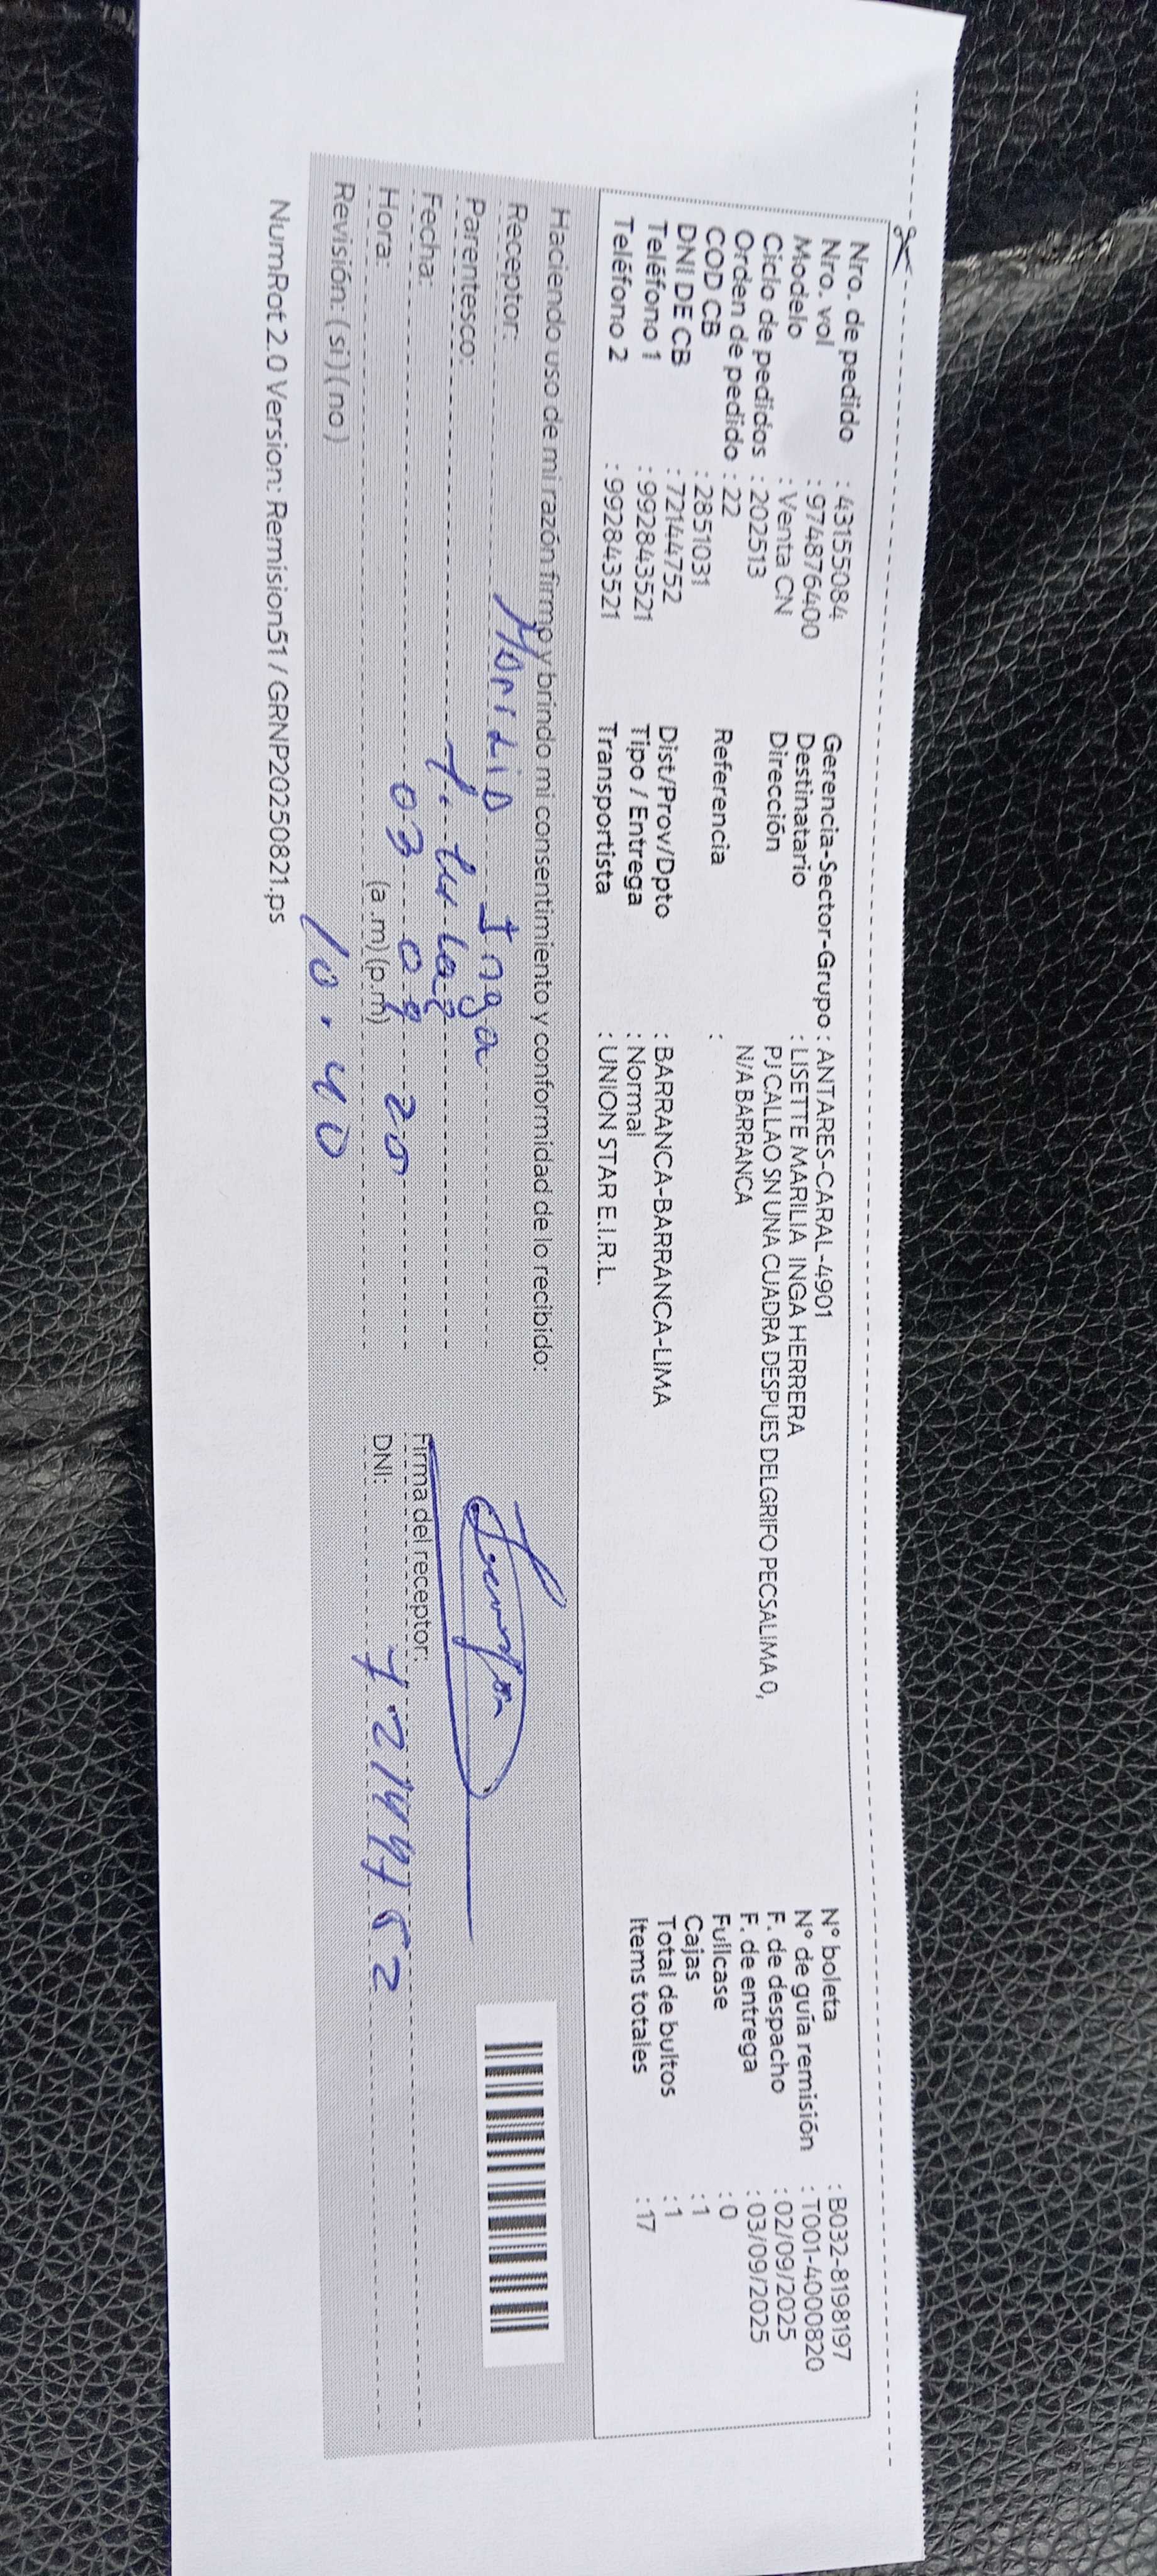 Nro. de pedido : 43155084
Nro. vol : 974876400
Modelo : Venta CN
Ciclo de pedidos : 202513
Orden de pedido : 22
COD CB : 2851031
DNI DE CB : 72144752
Teléfono 1 : 992843521
Teléfono 2 : 992843521
Gerencia-Sector-Grupo : ANTARES-CARAL-4901
Destinatario : LISETTE MARILIA INGA HERRERA
Dirección PJ CALLAO SN UNA CUADRA DESPUES DELGRIFO PECSALIMA 0,
N/A BARRANCA
Referencia :
Dist/Prov/Dpto : BARRANCA-BARRANCA-LIMA
Tipo / Entrega : Normal
Transportista : UNION STAR E.I.R.L.
N° boleta : B032-8198197
N° de guía remisión : T001-4000820
F. de despacho : 02/09/2025
F. de entrega : 03/09/2025
Fullcase : 0
Cajas : 1
Total de bultos : 1
Items totales : 17
Haciendo uso de mi razón firmo y brindo mi consentimiento y conformidad de lo recibido:
Receptor: Marilia Inga
Parentesco:
Fecha: 03 09 25
Hora: (a.m)(p.m)
10.40
Revisión: (si) (no)
Firma del receptor:
DNI: 72144752
NumRat 2.0 Version: Remision51 / GRNP20250821.ps